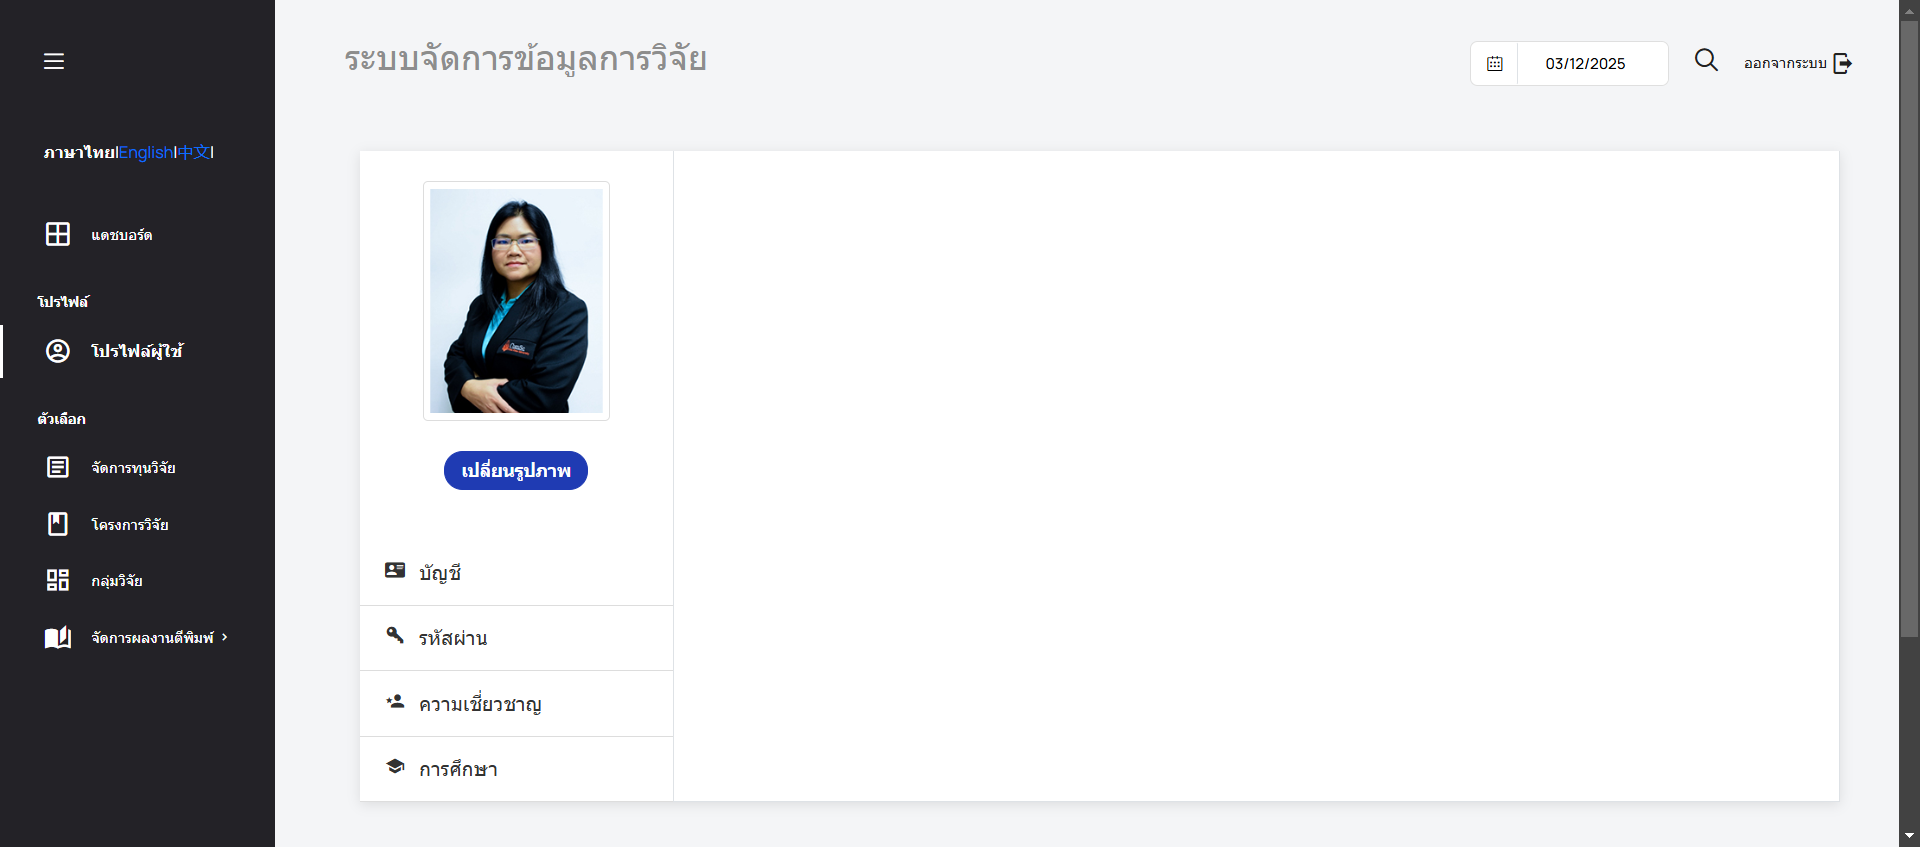 ระบบจัดการข้อมูลการวิจัย
03/12/2025
ออกจากระบบ
ภาษาไทย|English|中文|
แดชบอร์ด
โปรไฟล์
โปรไฟล์ผู้ใช้
ตัวเลือก
จัดการทุนวิจัย
โครงการวิจัย
กลุ่มวิจัย
จัดการผลงานตีพิมพ์
เปลี่ยนรูปภาพ
บัญชี
รหัสผ่าน
ความเชี่ยวชาญ
การศึกษา